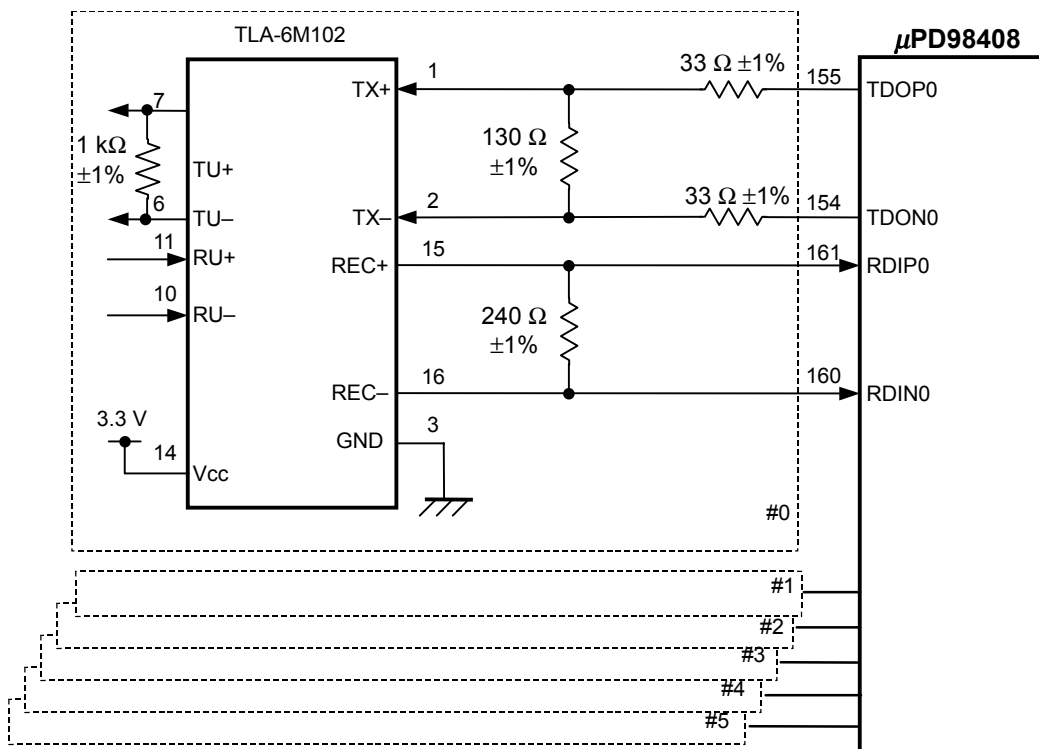 TLA-6M102
μPD98408
1
33 Ω ±1%
155
TX+
TDOP0
7
1 kΩ
±1%
130 Ω
±1%
TU+
6
TU–
2
33 Ω ±1%
154
TX–
TDON0
11
RU+
15
161
REC+
RDIP0
10
RU–
240 Ω
±1%
16
160
REC–
RDIN0
3.3 V
3
GND
14
Vcc
#0
#1
#2
#3
#4
#5